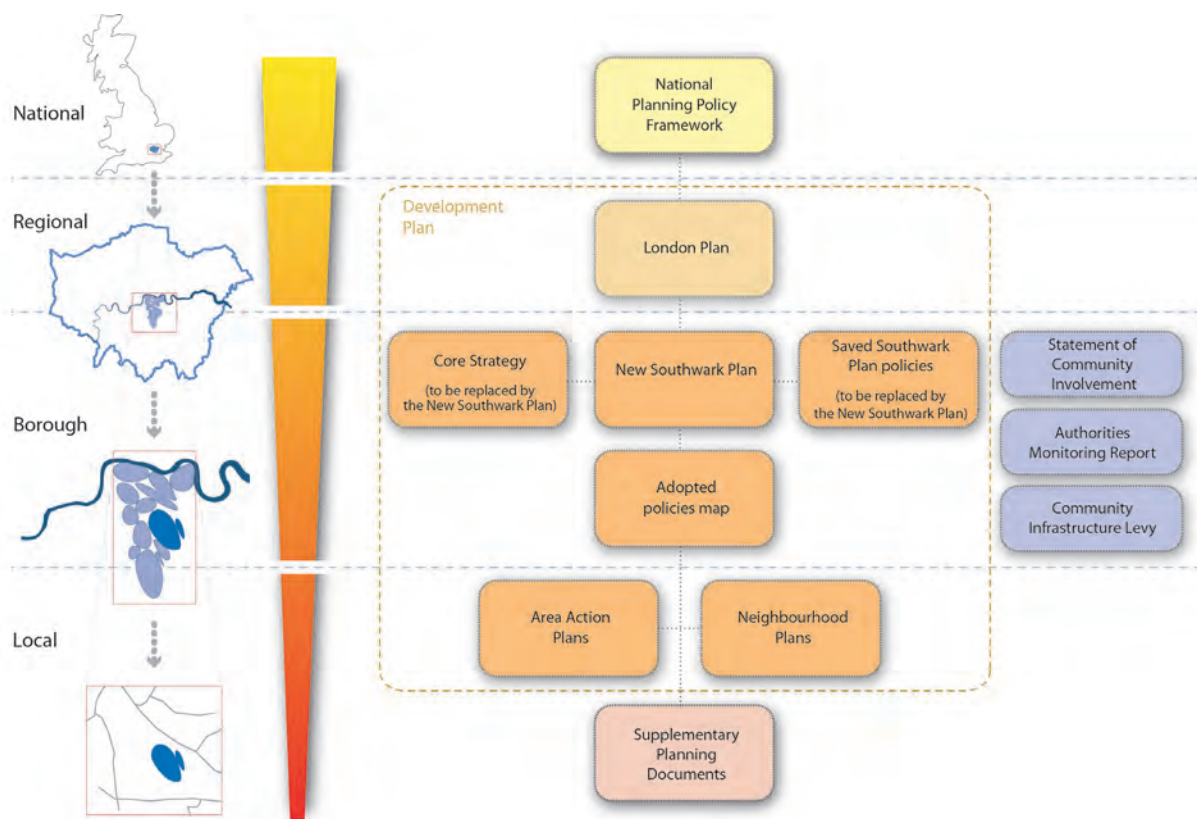 National
National
Planning Policy
Framework
Regional
Development
Plan
London Plan
Core Strategy
(to be replaced by
the New Southwark Plan)
New Southwark Plan
Saved Southwark
Plan policies
(to be replaced by
the New Southwark Plan)
Statement of
Community
Involvement
Borough
Authorities
Monitoring Report
Adopted
policies map
Community
Infrastructure Levy
Local
Area Action
Plans
Neighbourhood
Plans
Supplementary
Planning
Documents